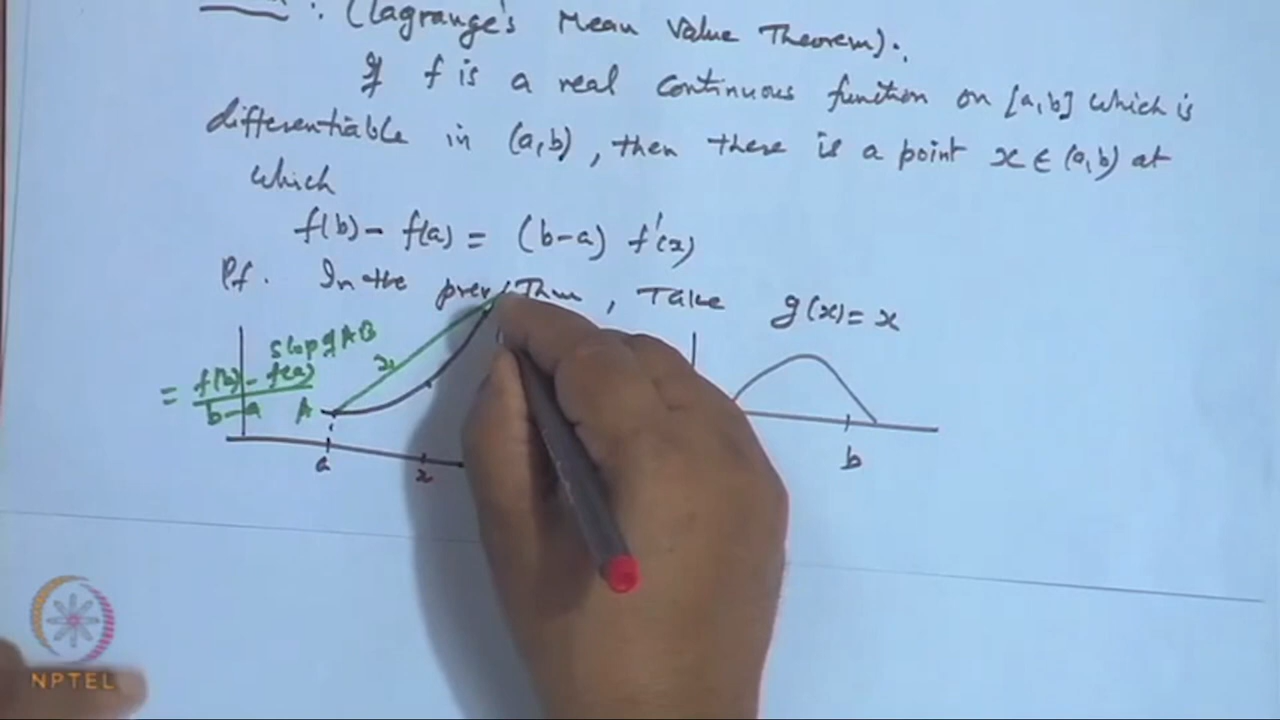 : (Lagrange's Mean Value Theorem).
If f is a real continuous function on [a,b] which is
differentiable in (a,b), then there is a point x ∈ (a,b) at
which
f(b) - f(a) = (b-a) f'(x)
Pf. In the prev Thm, Take g(x) = x
slop of AB
= f(b) - f(a)
b-a
A
a
x
b
NPTEL